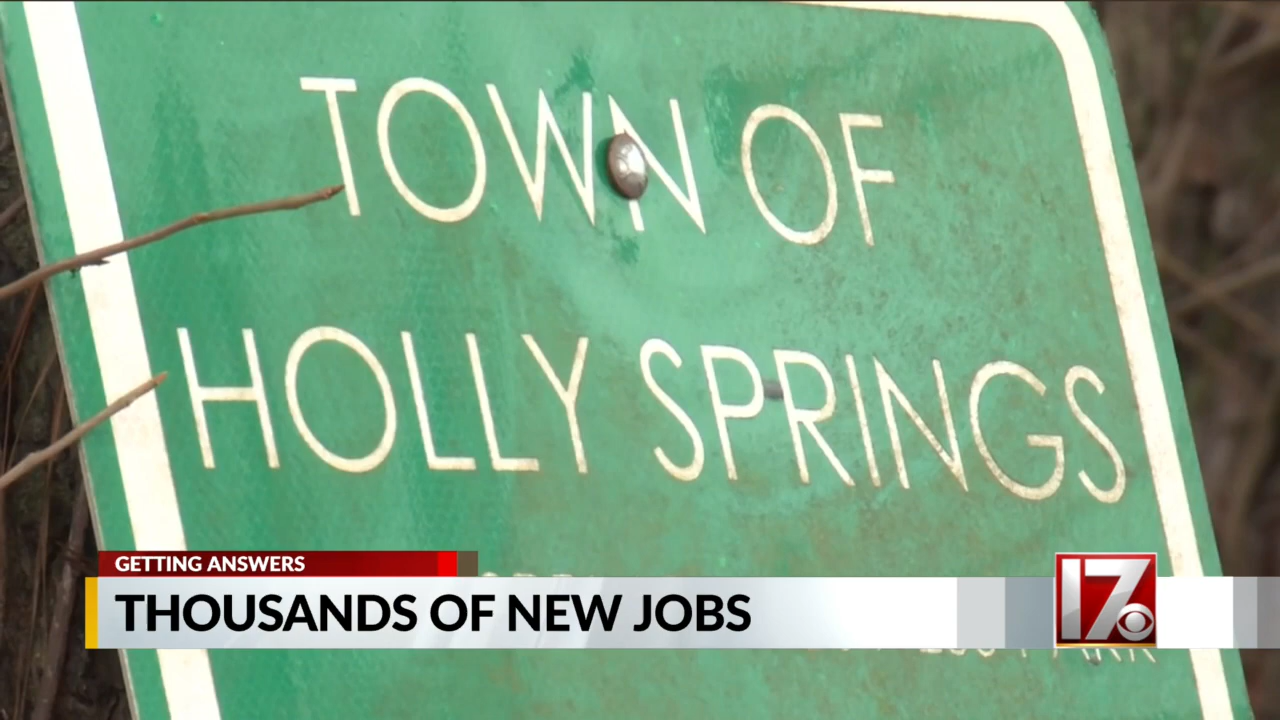 TOWN OF
HOLLY SPRINGS
GETTING ANSWERS
THOUSANDS OF NEW JOBS
17